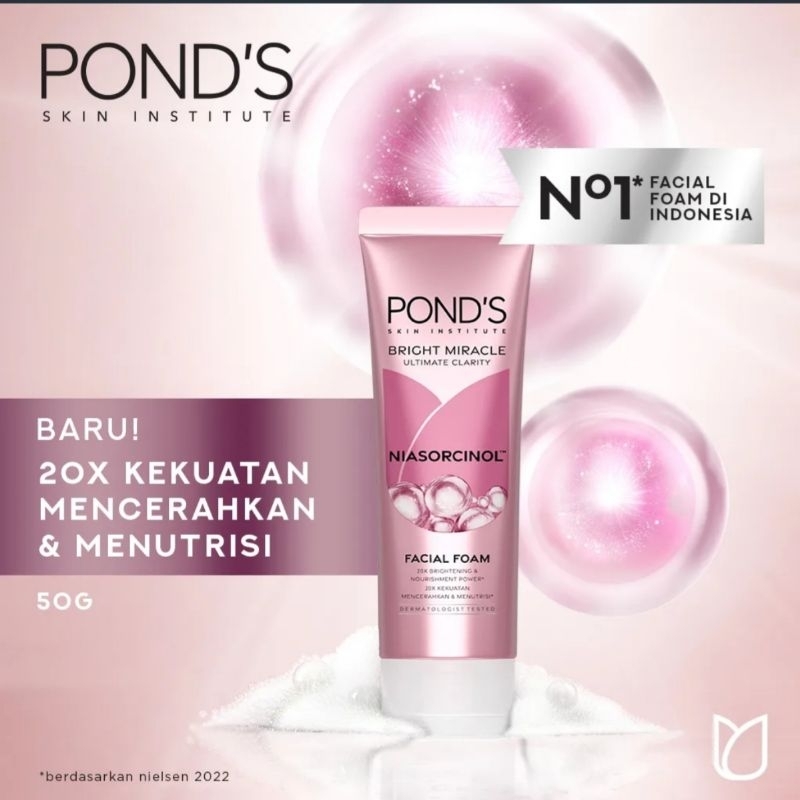 POND'S
SKIN INSTITUTE
Nº1* FACIAL
FOAM DI
INDONESIA
POND'S
SKIN INSTITUTE
BRIGHT MIRACLE
ULTIMATE CLARITY
NIASORCINOL™
FACIAL FOAM
20X BRIGHTENING &
NOURISHMENT POWER*
20X KEKUATAN
MENCERAHKAN & MENUTRISI*
DERMATOLOGIST TESTED
BARU!
20X KEKUATAN
MENCERAHKAN
& MENUTRISI
50G
*berdasarkan nielsen 2022